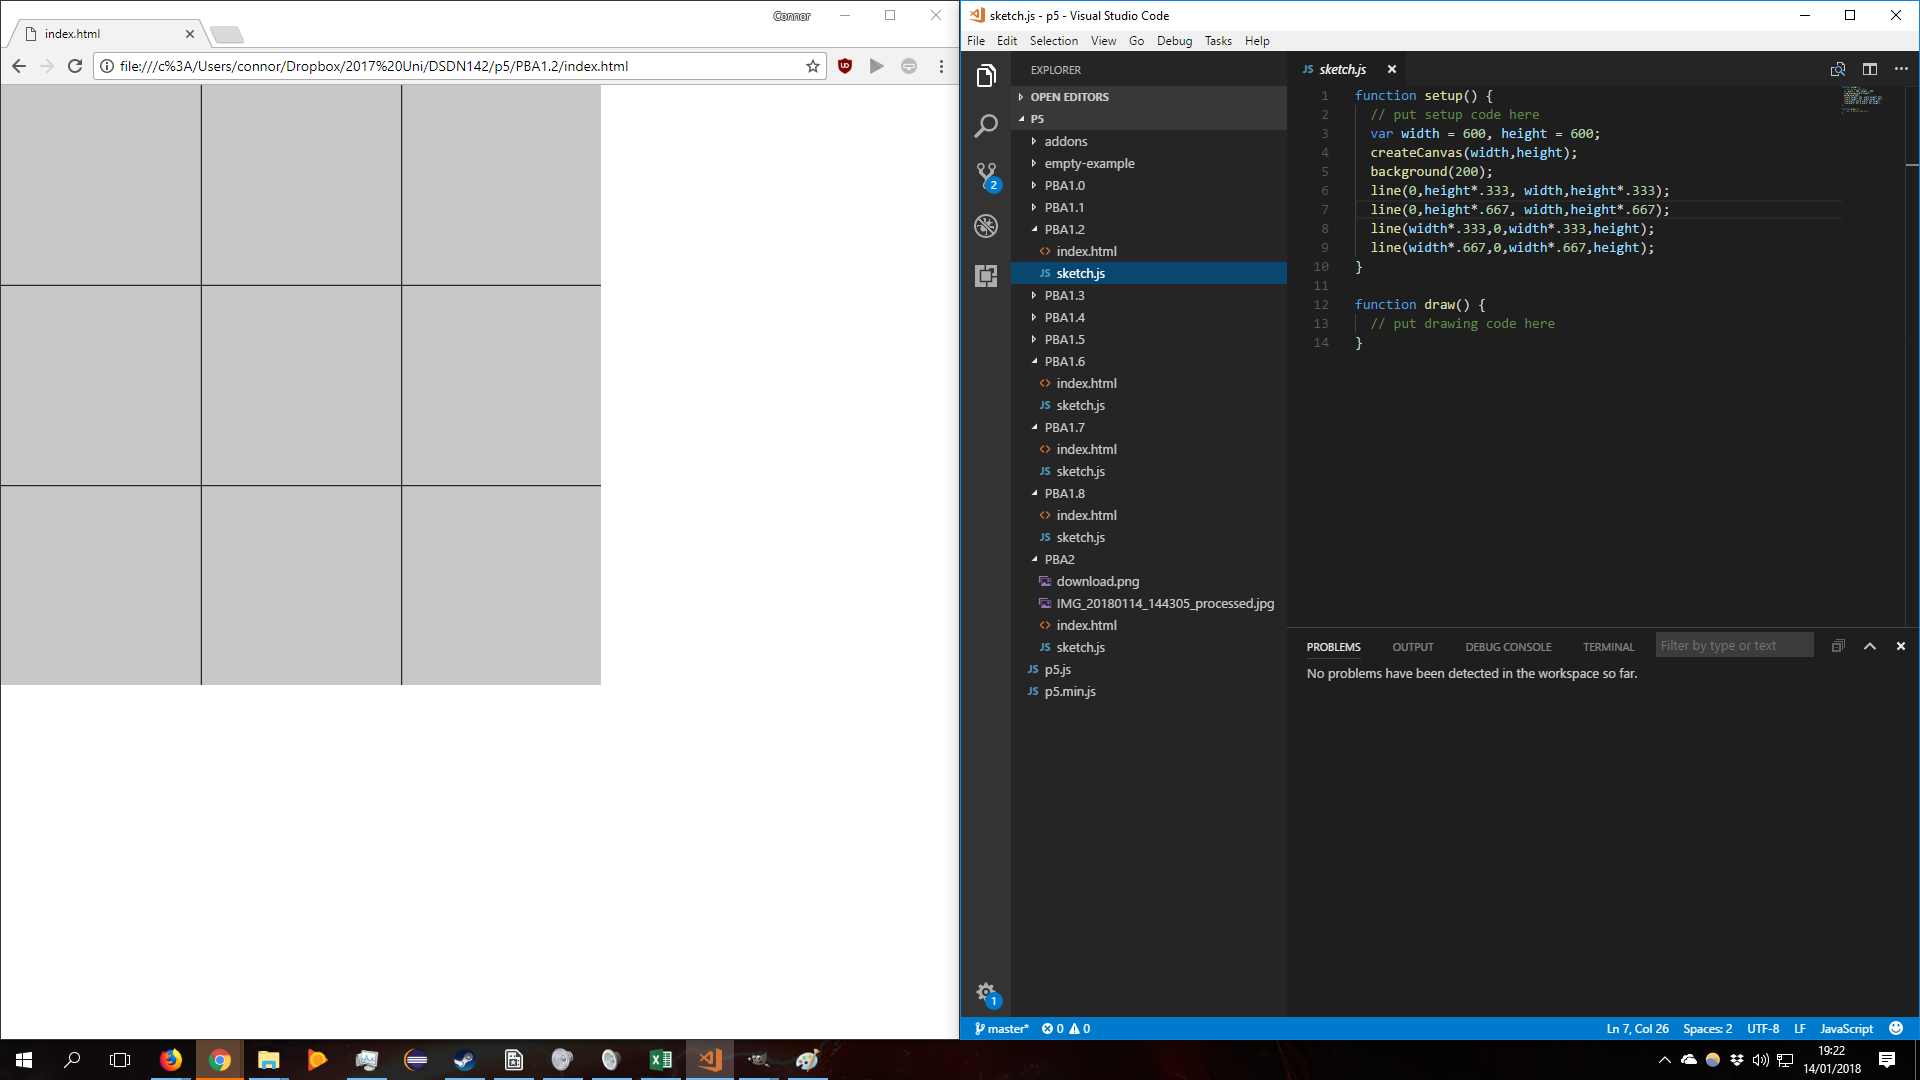 Connor
index.html
file:///c%3A/Users/connor/Dropbox/2017%20Uni/DSDN142/p5/PBA1.2/index.html
sketch.js - p5 - Visual Studio Code
File Edit Selection View Go Debug Tasks Help
EXPLORER
OPEN EDITORS
P5
addons
empty-example
PBA1.0
PBA1.1
PBA1.2
index.html
JS sketch.js
PBA1.3
PBA1.4
PBA1.5
PBA1.6
index.html
JS sketch.js
PBA1.7
index.html
JS sketch.js
PBA1.8
index.html
JS sketch.js
PBA2
download.png
IMG_20180114_144305_processed.jpg
index.html
JS sketch.js
JS p5.js
JS p5.min.js
2
1
JS sketch.js
1 function setup() {
2 // put setup code here
3 var width = 600, height = 600;
4 createCanvas(width,height);
5 background(200);
6 line(0,height*.333, width,height*.333);
7 line(0,height*.667, width,height*.667);
8 line(width*.333,0,width*.333,height);
9 line(width*.667,0,width*.667,height);
10 }
11
12 function draw() {
13 // put drawing code here
14 }
PROBLEMS OUTPUT DEBUG CONSOLE TERMINAL Filter by type or text
No problems have been detected in the workspace so far.
master* 0 0 Ln 7, Col 26 Spaces: 2 UTF-8 LF JavaScript
19:22
14/01/2018